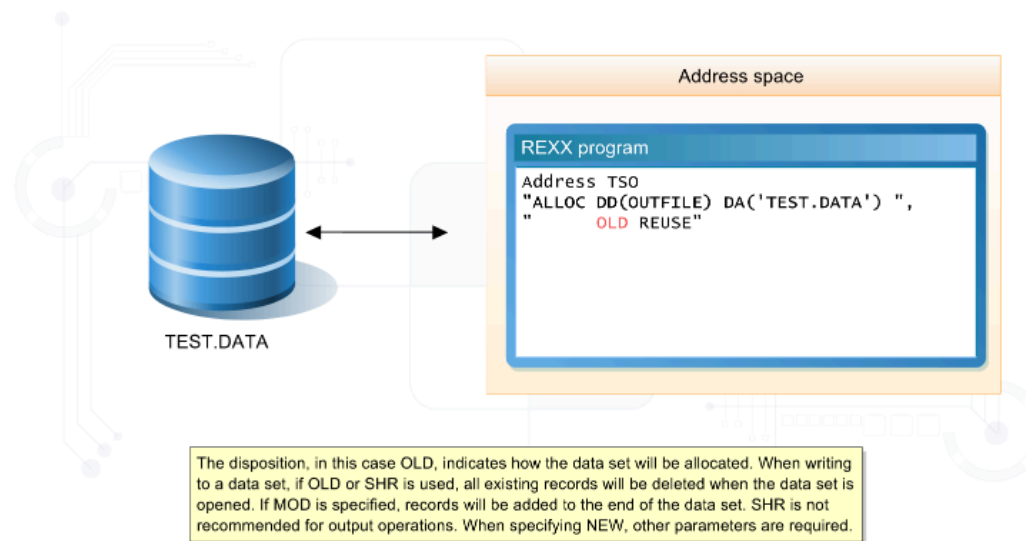 Address space
REXX program
Address TSO
"ALLOC DD(OUTFILE) DA('TEST.DATA') ",
"      OLD REUSE"
TEST.DATA
The disposition, in this case OLD, indicates how the data set will be allocated. When writing
to a data set, if OLD or SHR is used, all existing records will be deleted when the data set is
opened. If MOD is specified, records will be added to the end of the data set. SHR is not
recommended for output operations. When specifying NEW, other parameters are required.